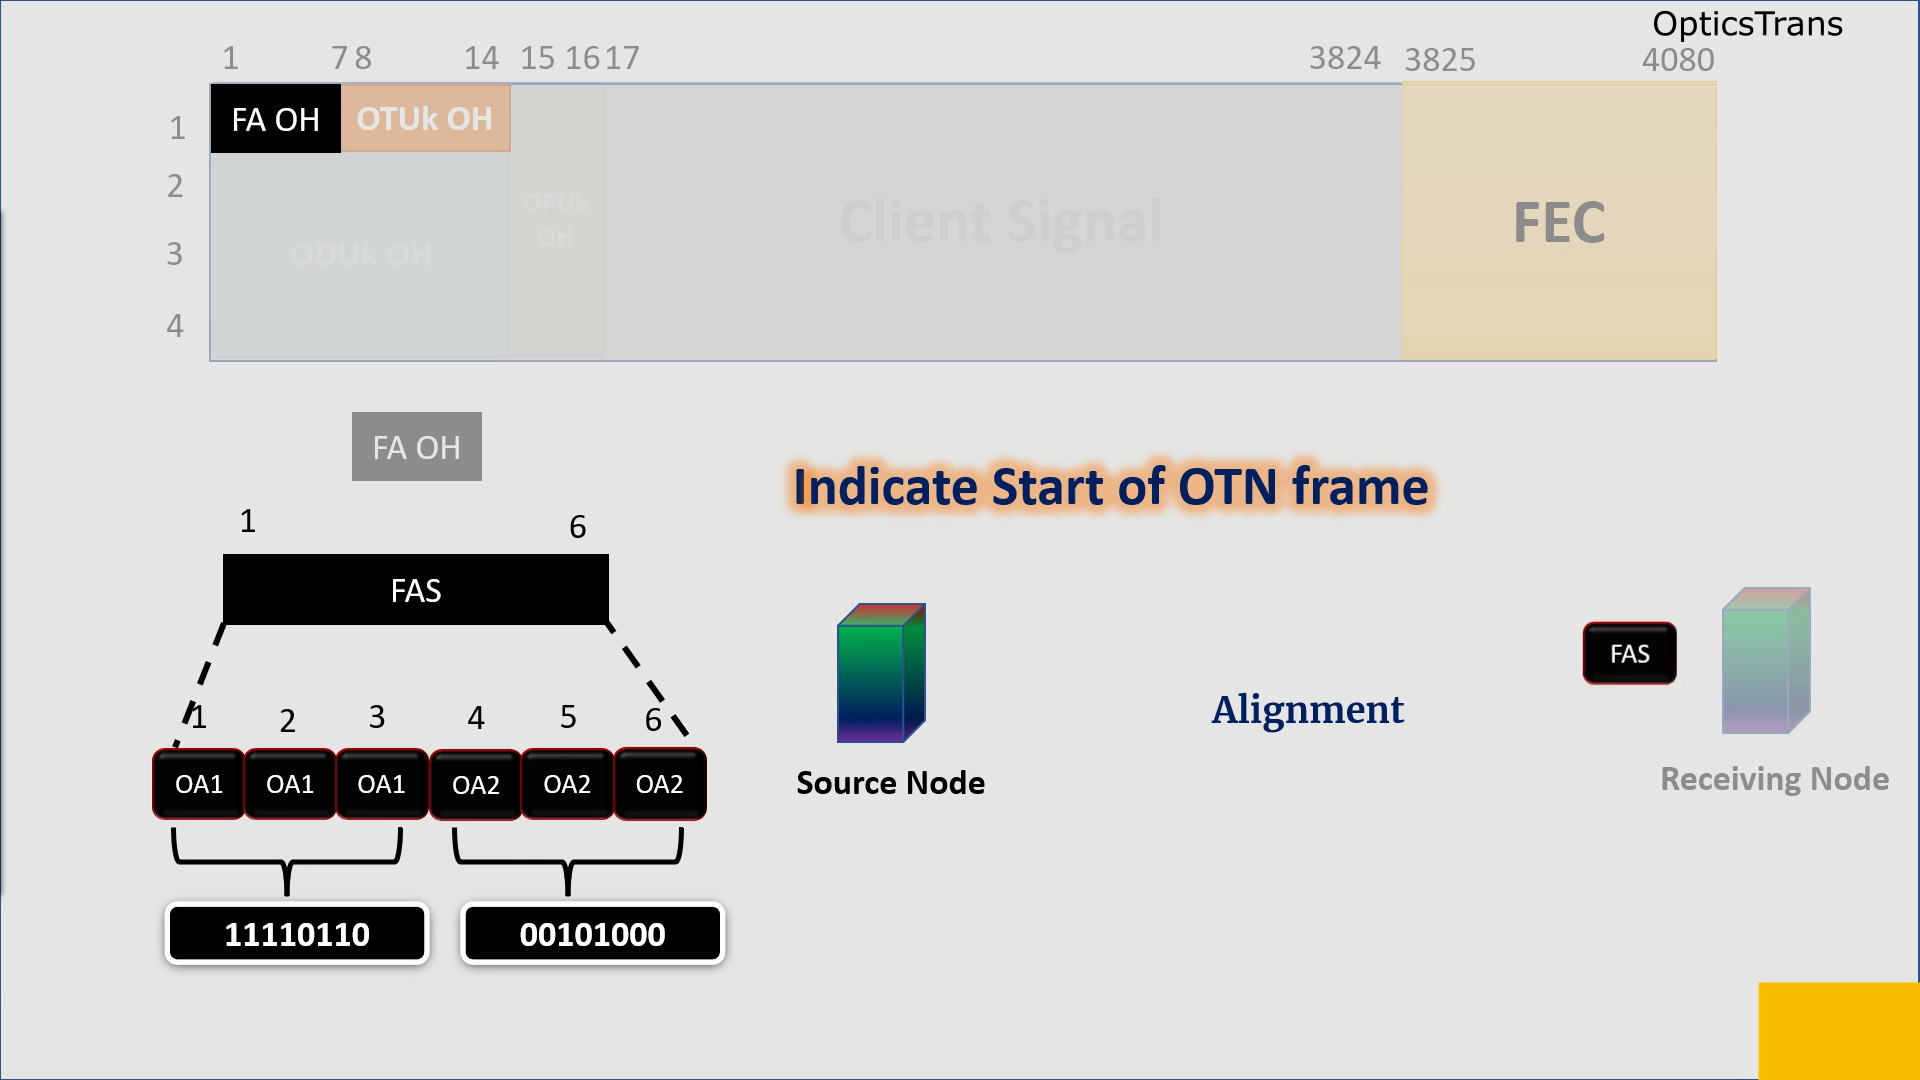 OpticsTrans
1 7 8 14 15 16 17 3824 3825 4080
1
2
3
4
FA OH
OTUk OH
OPUk
OH
ODUk OH
Client Signal
FEC
FA OH
1 6
FAS
1 2 3 4 5 6
OA1 OA1 OA1 OA2 OA2 OA2
11110110 00101000
Indicate Start of OTN frame
FAS
Alignment
Source Node
Receiving Node